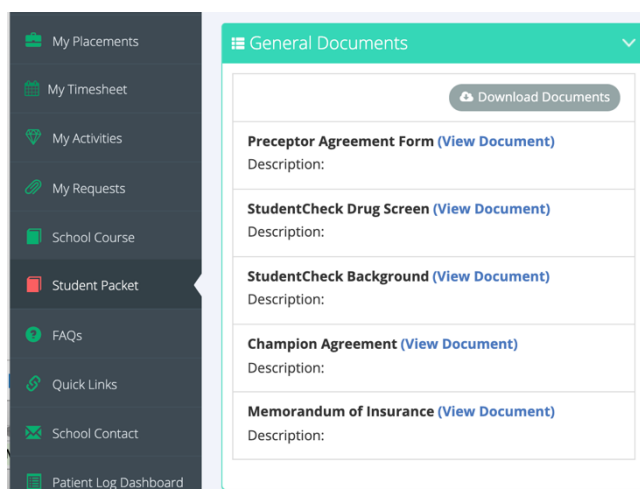 My Placements
My Timesheet
My Activities
My Requests
School Course
Student Packet
FAQs
Quick Links
School Contact
Patient Log Dashboard
General Documents
Download Documents
Preceptor Agreement Form (View Document)
Description:
StudentCheck Drug Screen (View Document)
Description:
StudentCheck Background (View Document)
Description:
Champion Agreement (View Document)
Description:
Memorandum of Insurance (View Document)
Description: